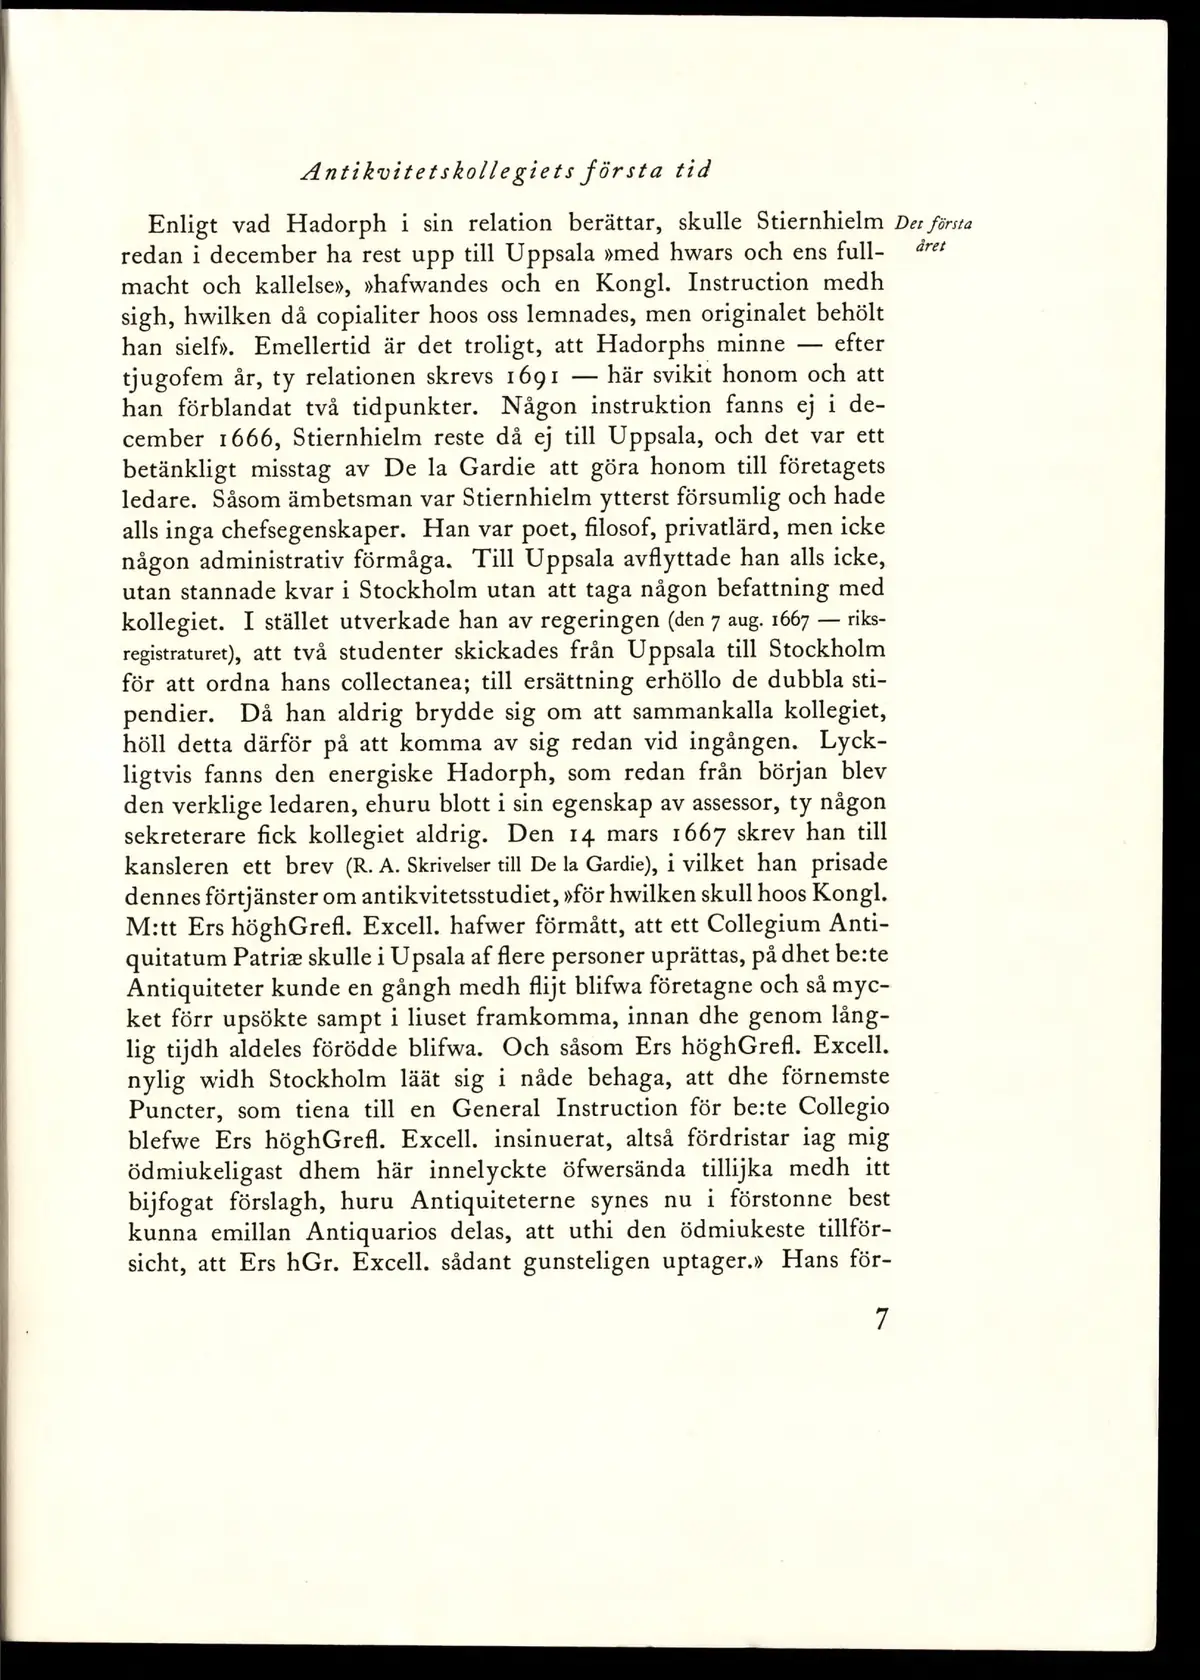 Antikvitetskollegiets första tid
Enligt vad Hadorph i sin relation berättar, skulle Stiernhielm
Det första
året
redan i december ha rest upp till Uppsala »med hwars och ens full-
macht och kallelse», »hafwandes och en Kongl. Instruction medh
sigh, hwilken då copialiter hoos oss lemnades, men originalet behölt
han sielf». Emellertid är det troligt, att Hadorphs minne — efter
tjugofem år, ty relationen skrevs 1691 — här svikit honom och att
han förblandat två tidpunkter. Någon instruktion fanns ej i de-
cember 1666, Stiernhielm reste då ej till Uppsala, och det var ett
betänkligt misstag av De la Gardie att göra honom till företagets
ledare. Såsom ämbetsman var Stiernhielm ytterst försumlig och hade
alls inga chefsegenskaper. Han var poet, filosof, privatlärd, men icke
någon administrativ förmåga. Till Uppsala avflyttade han alls icke,
utan stannade kvar i Stockholm utan att taga någon befattning med
kollegiet. I stället utverkade han av regeringen (den 7 aug. 1667 — riks-
registraturet), att två studenter skickades från Uppsala till Stockholm
för att ordna hans collectanea; till ersättning erhöllo de dubbla sti-
pendier. Då han aldrig brydde sig om att sammankalla kollegiet,
höll detta därför på att komma av sig redan vid ingången. Lyck-
ligtvis fanns den energiske Hadorph, som redan från början blev
den verklige ledaren, ehuru blott i sin egenskap av assessor, ty någon
sekreterare fick kollegiet aldrig. Den 14 mars 1667 skrev han till
kansleren ett brev (R. A. Skrivelser till De la Gardie), i vilket han prisade
dennes förtjänster om antikvitetsstudiet, »för hwilken skull hoos Kongl.
M:tt Ers höghGrefl. Excell. hafwer förmått, att ett Collegium Anti-
quitatum Patriæ skulle i Upsala af flere personer uprättas, på dhet be:te
Antiquiteter kunde en gångh medh flijt blifwa företagne och så myc-
ket förr upsökte sampt i liuset framkomma, innan dhe genom lång-
lig tijdh aldeles förödde blifwa. Och såsom Ers höghGrefl. Excell.
nylig widh Stockholm läät sig i nåde behaga, att dhe förnemste
Puncter, som tiena till en General Instruction för be:te Collegio
blefwe Ers höghGrefl. Excell. insinuerat, altså fördristar iag mig
ödmiukeligast dhem här innelyckte öfwersända tillijka medh itt
bijfogat förslagh, huru Antiquiteterne synes nu i förstonne best
kunna emillan Antiquarios delas, att uthi den ödmiukeste tillför-
sicht, att Ers hGr. Excell. sådant gunsteligen uptager.» Hans för-
7